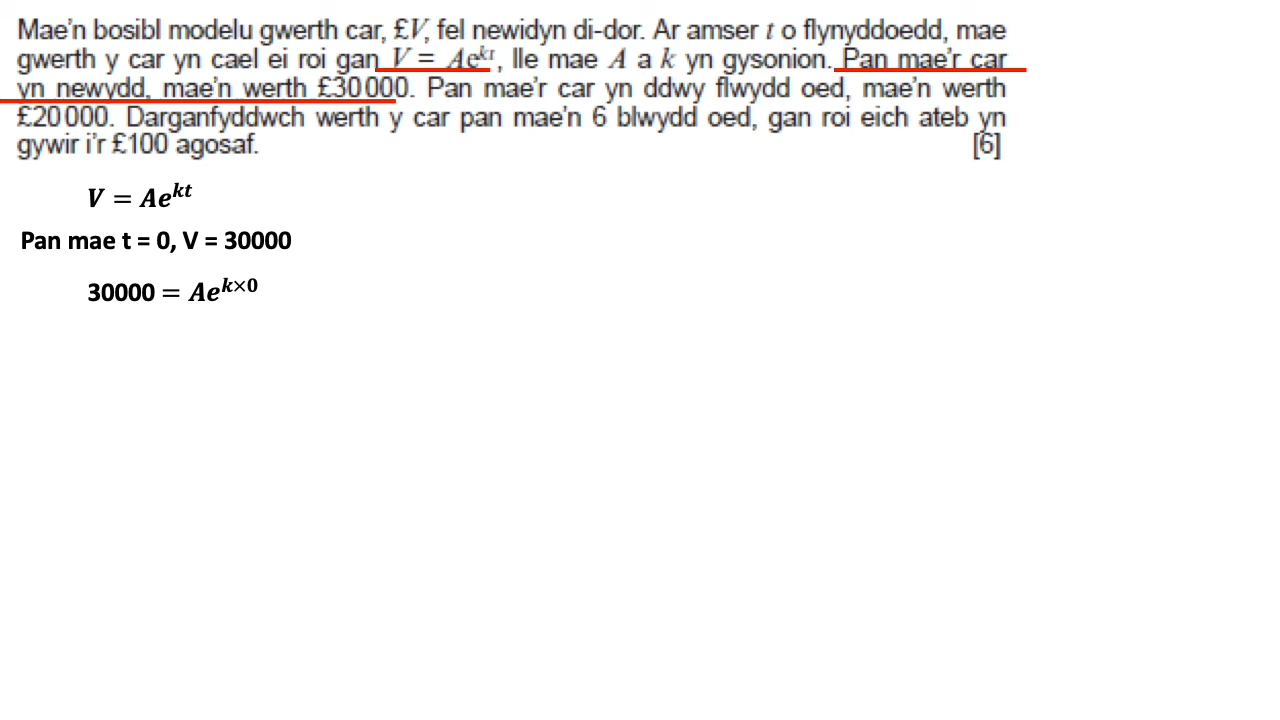 Mae'n bosibl modelu gwerth car, £V, fel newidyn di-dor. Ar amser t o flynyddoedd, mae
gwerth y car yn cael ei roi gan V = Ae^{kt}, lle mae A a k yn gysonion. Pan mae'r car
yn newydd, mae'n werth £30 000. Pan mae'r car yn ddwy flwydd oed, mae'n werth
£20 000. Darganfyddwch werth y car pan mae'n 6 blwydd oed, gan roi eich ateb yn
gywir i'r £100 agosaf. [6]
V = Ae^{kt}
Pan mae t = 0, V = 30000
30000 = Ae^{k×0}